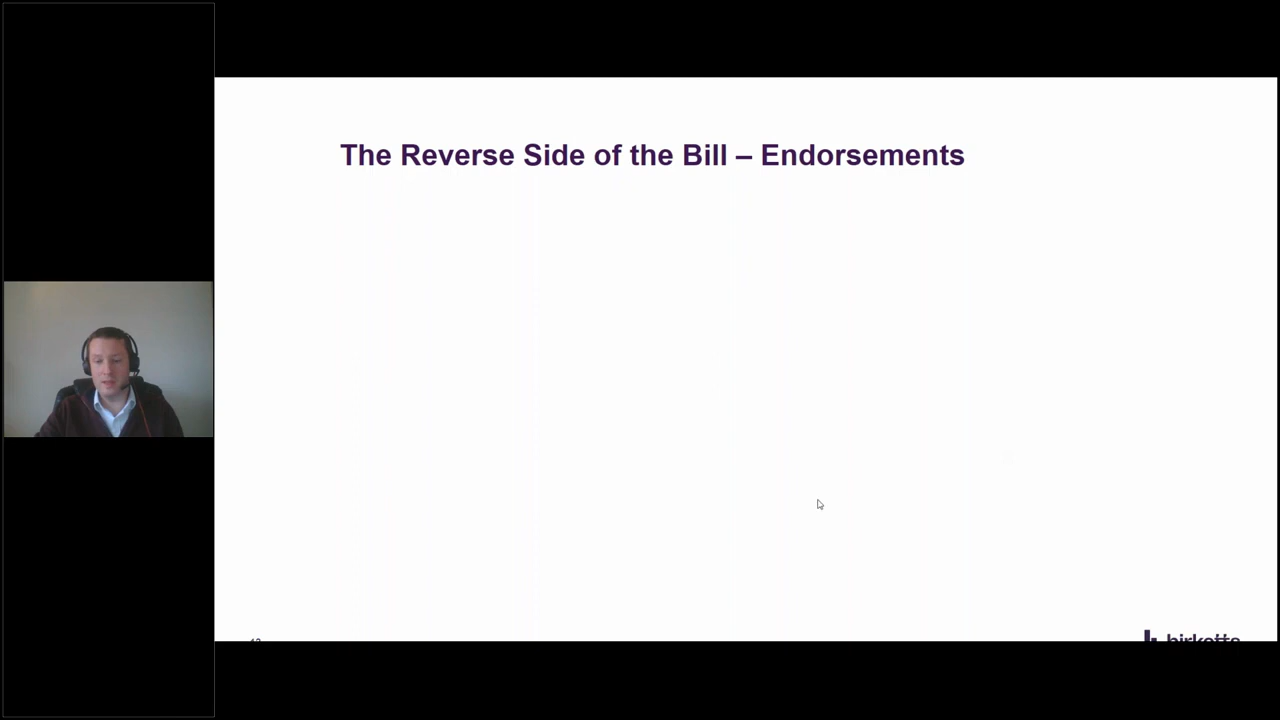 The Reverse Side of the Bill – Endorsements
birketts